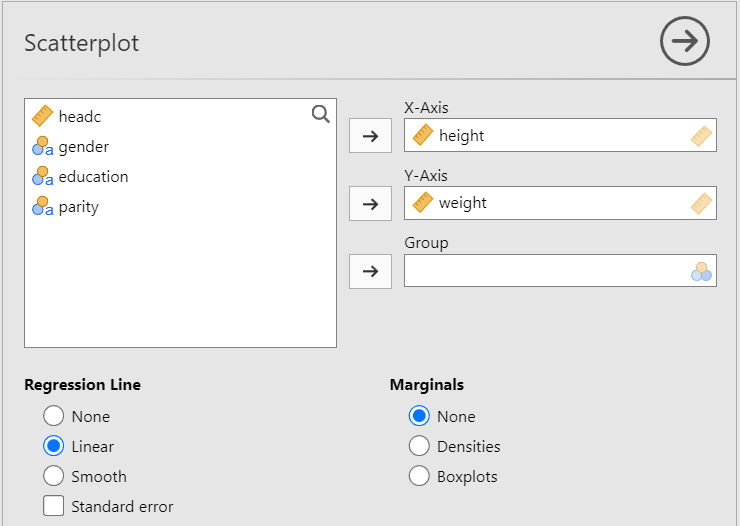 Scatterplot
headc
gender
education
parity
X-Axis
height
Y-Axis
weight
Group
Regression Line
None
Linear
Smooth
Standard error
Marginals
None
Densities
Boxplots